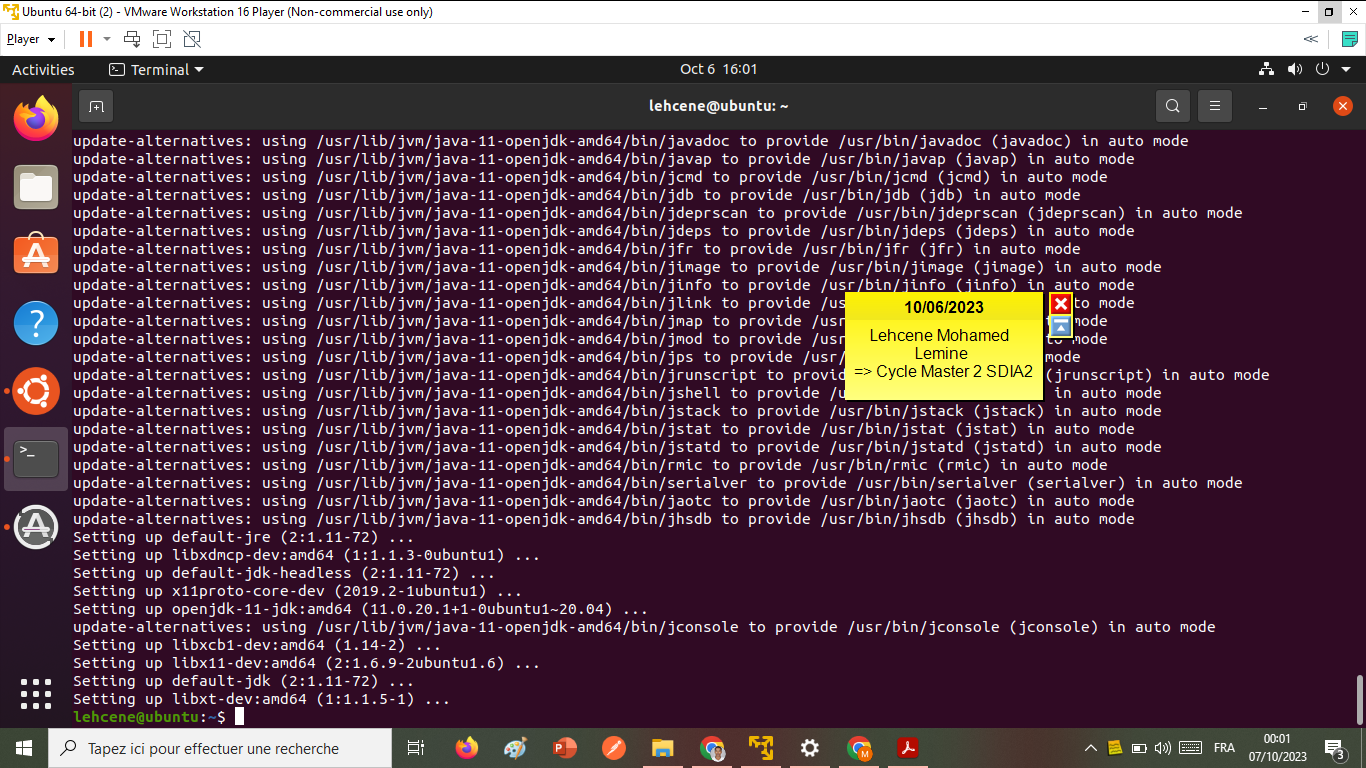 Ubuntu 64-bit (2) - VMware Workstation 16 Player (Non-commercial use only)
Player
Activities
Terminal
Oct 6 16:01
lehcene@ubuntu: ~
update-alternatives: using /usr/lib/jvm/java-11-openjdk-amd64/bin/javadoc to provide /usr/bin/javadoc (javadoc) in auto mode
update-alternatives: using /usr/lib/jvm/java-11-openjdk-amd64/bin/javap to provide /usr/bin/javap (javap) in auto mode
update-alternatives: using /usr/lib/jvm/java-11-openjdk-amd64/bin/jcmd to provide /usr/bin/jcmd (jcmd) in auto mode
update-alternatives: using /usr/lib/jvm/java-11-openjdk-amd64/bin/jdb to provide /usr/bin/jdb (jdb) in auto mode
update-alternatives: using /usr/lib/jvm/java-11-openjdk-amd64/bin/jdeprscan to provide /usr/bin/jdeprscan (jdeprscan) in auto mode
update-alternatives: using /usr/lib/jvm/java-11-openjdk-amd64/bin/jdeps to provide /usr/bin/jdeps (jdeps) in auto mode
update-alternatives: using /usr/lib/jvm/java-11-openjdk-amd64/bin/jfr to provide /usr/bin/jfr (jfr) in auto mode
update-alternatives: using /usr/lib/jvm/java-11-openjdk-amd64/bin/jimage to provide /usr/bin/jimage (jimage) in auto mode
update-alternatives: using /usr/lib/jvm/java-11-openjdk-amd64/bin/jinfo to provide /usr/bin/jinfo (jinfo) in auto mode
update-alternatives: using /usr/lib/jvm/java-11-openjdk-amd64/bin/jlink to provide /us to mode
update-alternatives: using /usr/lib/jvm/java-11-openjdk-amd64/bin/jmap to provide /usr mode
update-alternatives: using /usr/lib/jvm/java-11-openjdk-amd64/bin/jmod to provide /usr mode
update-alternatives: using /usr/lib/jvm/java-11-openjdk-amd64/bin/jps to provide /usr/ mode
update-alternatives: using /usr/lib/jvm/java-11-openjdk-amd64/bin/jrunscript to provid (jrunscript) in auto mode
update-alternatives: using /usr/lib/jvm/java-11-openjdk-amd64/bin/jshell to provide /u in auto mode
10/06/2023
Lehcene Mohamed
Lemine
=> Cycle Master 2 SDIA2
update-alternatives: using /usr/lib/jvm/java-11-openjdk-amd64/bin/jstack to provide /usr/bin/jstack (jstack) in auto mode
update-alternatives: using /usr/lib/jvm/java-11-openjdk-amd64/bin/jstat to provide /usr/bin/jstat (jstat) in auto mode
update-alternatives: using /usr/lib/jvm/java-11-openjdk-amd64/bin/jstatd to provide /usr/bin/jstatd (jstatd) in auto mode
update-alternatives: using /usr/lib/jvm/java-11-openjdk-amd64/bin/rmic to provide /usr/bin/rmic (rmic) in auto mode
update-alternatives: using /usr/lib/jvm/java-11-openjdk-amd64/bin/serialver to provide /usr/bin/serialver (serialver) in auto mode
update-alternatives: using /usr/lib/jvm/java-11-openjdk-amd64/bin/jaotc to provide /usr/bin/jaotc (jaotc) in auto mode
update-alternatives: using /usr/lib/jvm/java-11-openjdk-amd64/bin/jhsdb to provide /usr/bin/jhsdb (jhsdb) in auto mode
Setting up default-jre (2:1.11-72) ...
Setting up libxdmcp-dev:amd64 (1:1.1.3-0ubuntu1) ...
Setting up default-jdk-headless (2:1.11-72) ...
Setting up x11proto-core-dev (2019.2-1ubuntu1) ...
Setting up openjdk-11-jdk:amd64 (11.0.20.1+1-0ubuntu1~20.04) ...
update-alternatives: using /usr/lib/jvm/java-11-openjdk-amd64/bin/jconsole to provide /usr/bin/jconsole (jconsole) in auto mode
Setting up libxcb1-dev:amd64 (1.14-2) ...
Setting up libx11-dev:amd64 (2:1.6.9-2ubuntu1.6) ...
Setting up default-jdk (2:1.11-72) ...
Setting up libxt-dev:amd64 (1:1.1.5-1) ...
lehcene@ubuntu:~$
Tapez ici pour effectuer une recherche
FRA
00:01
07/10/2023
3